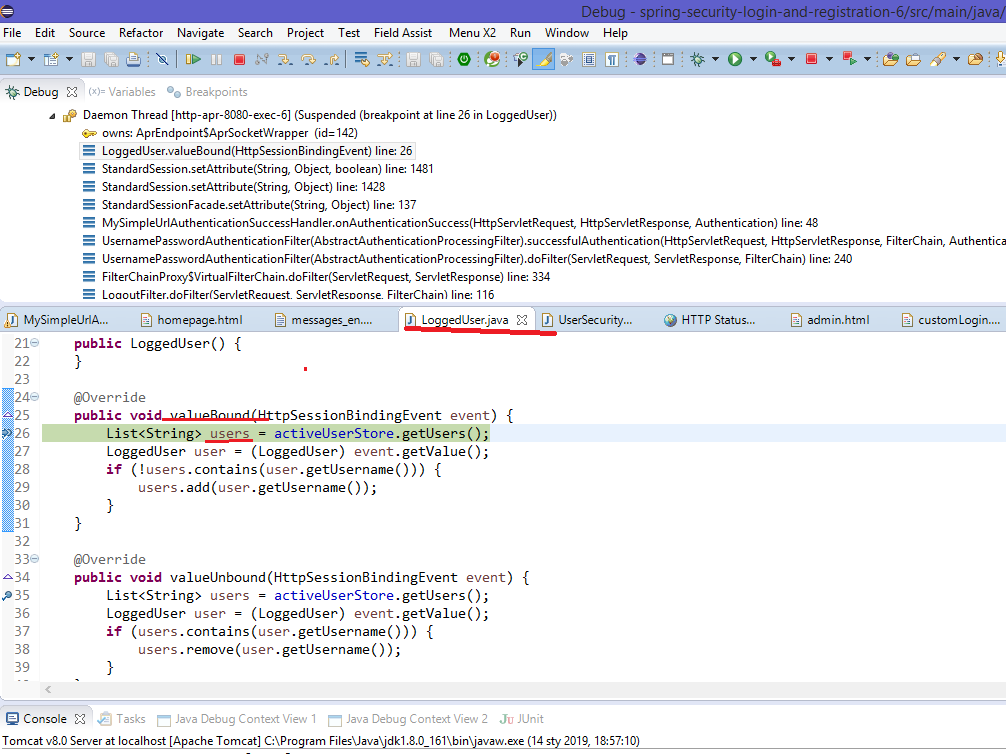 Debug - spring-security-login-and-registration-6/src/main/java/
File Edit Source Refactor Navigate Search Project Test Field Assist Menu X2 Run Window Help
Debug (x)= Variables Breakpoints
Daemon Thread [http-apr-8080-exec-6] (Suspended (breakpoint at line 26 in LoggedUser))
owns: AprEndpoint$AprSocketWrapper (id=142)
LoggedUser.valueBound(HttpSessionBindingEvent) line: 26
StandardSession.setAttribute(String, Object, boolean) line: 1481
StandardSession.setAttribute(String, Object) line: 1428
StandardSessionFacade.setAttribute(String, Object) line: 137
MySimpleUrlAuthenticationSuccessHandler.onAuthenticationSuccess(HttpServletRequest, HttpServletResponse, Authentication) line: 48
UsernamePasswordAuthenticationFilter(AbstractAuthenticationProcessingFilter).successfulAuthentication(HttpServletRequest, HttpServletResponse, FilterChain, Authentica
UsernamePasswordAuthenticationFilter(AbstractAuthenticationProcessingFilter).doFilter(ServletRequest, ServletResponse, FilterChain) line: 240
FilterChainProxy$VirtualFilterChain.doFilter(ServletRequest, ServletResponse) line: 334
LogoutFilter.doFilter(ServletRequest, ServletResponse, FilterChain) line: 116
MySimpleUrlA... homepage.html messages_en.... LoggedUser.java UserSecurity... HTTP Status... admin.html customLogin....
21 public LoggedUser() {
22 }
23
24 @Override
25 public void valueBound(HttpSessionBindingEvent event) {
26 List<String> users = activeUserStore.getUsers();
27 LoggedUser user = (LoggedUser) event.getValue();
28 if (!users.contains(user.getUsername())) {
29 users.add(user.getUsername());
30 }
31 }
32
33 @Override
34 public void valueUnbound(HttpSessionBindingEvent event) {
35 List<String> users = activeUserStore.getUsers();
36 LoggedUser user = (LoggedUser) event.getValue();
37 if (users.contains(user.getUsername())) {
38 users.remove(user.getUsername());
39 }
Console Tasks Java Debug Context View 1 Java Debug Context View 2 JUnit
Tomcat v8.0 Server at localhost [Apache Tomcat] C:\Program Files\Java\jdk1.8.0_161\bin\javaw.exe (14 sty 2019, 18:57:10)